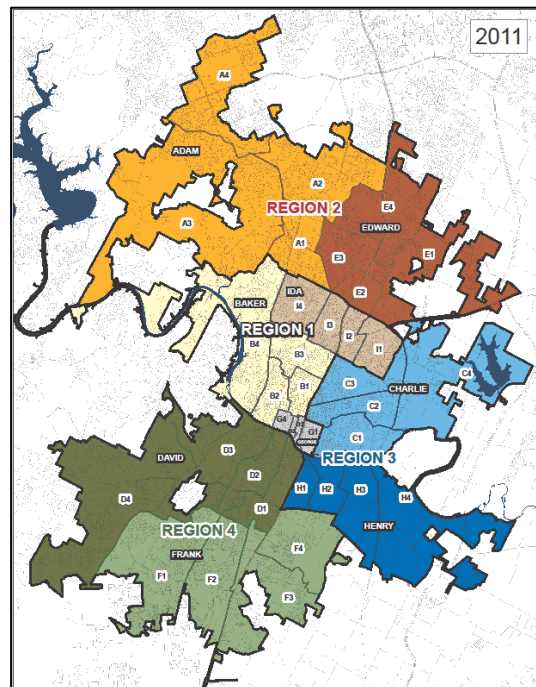 2011
A4
ADAM
A2
A3
REGION 2
E4
EDWARD
A1
E3
E1
E2
IDA
BAKER
I4
REGION 1
I3
I2
B4
I1
B3
C4
C3
CHARLIE
B1
B2
C2
G4
G1
GEORGE
C1
D3
REGION 3
DAVID
D2
H1
H2
H3
H4
D4
D1
HENRY
REGION 4
F4
FRANK
F1
F2
F3